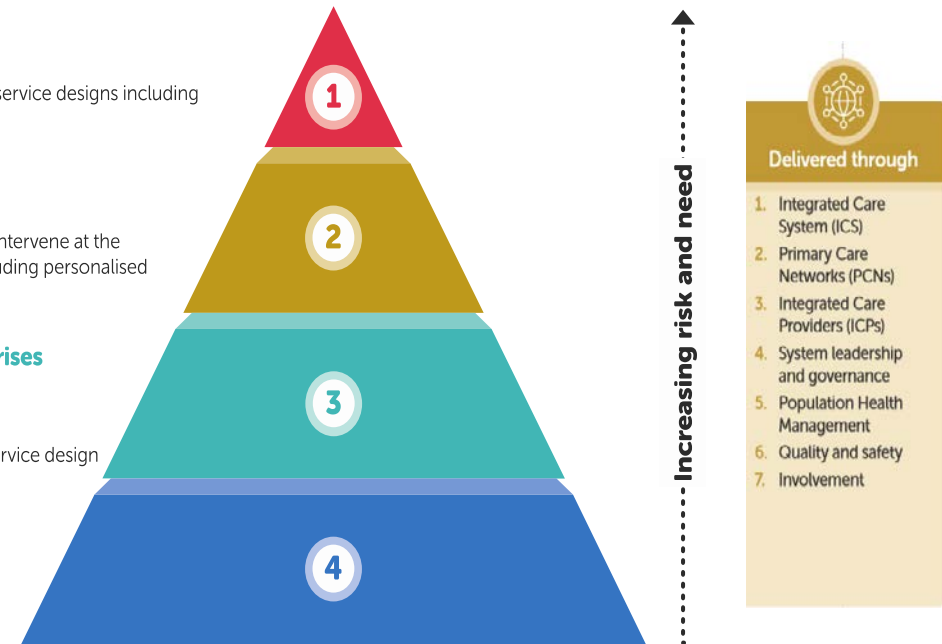 service designs including
1
ntervene at the
uding personalised
2
rises
3
rvice design
4
Increasing risk and need
Delivered through
1. Integrated Care
System (ICS)
2. Primary Care
Networks (PCNs)
3. Integrated Care
Providers (ICPs)
4. System leadership
and governance
5. Population Health
Management
6. Quality and safety
7. Involvement